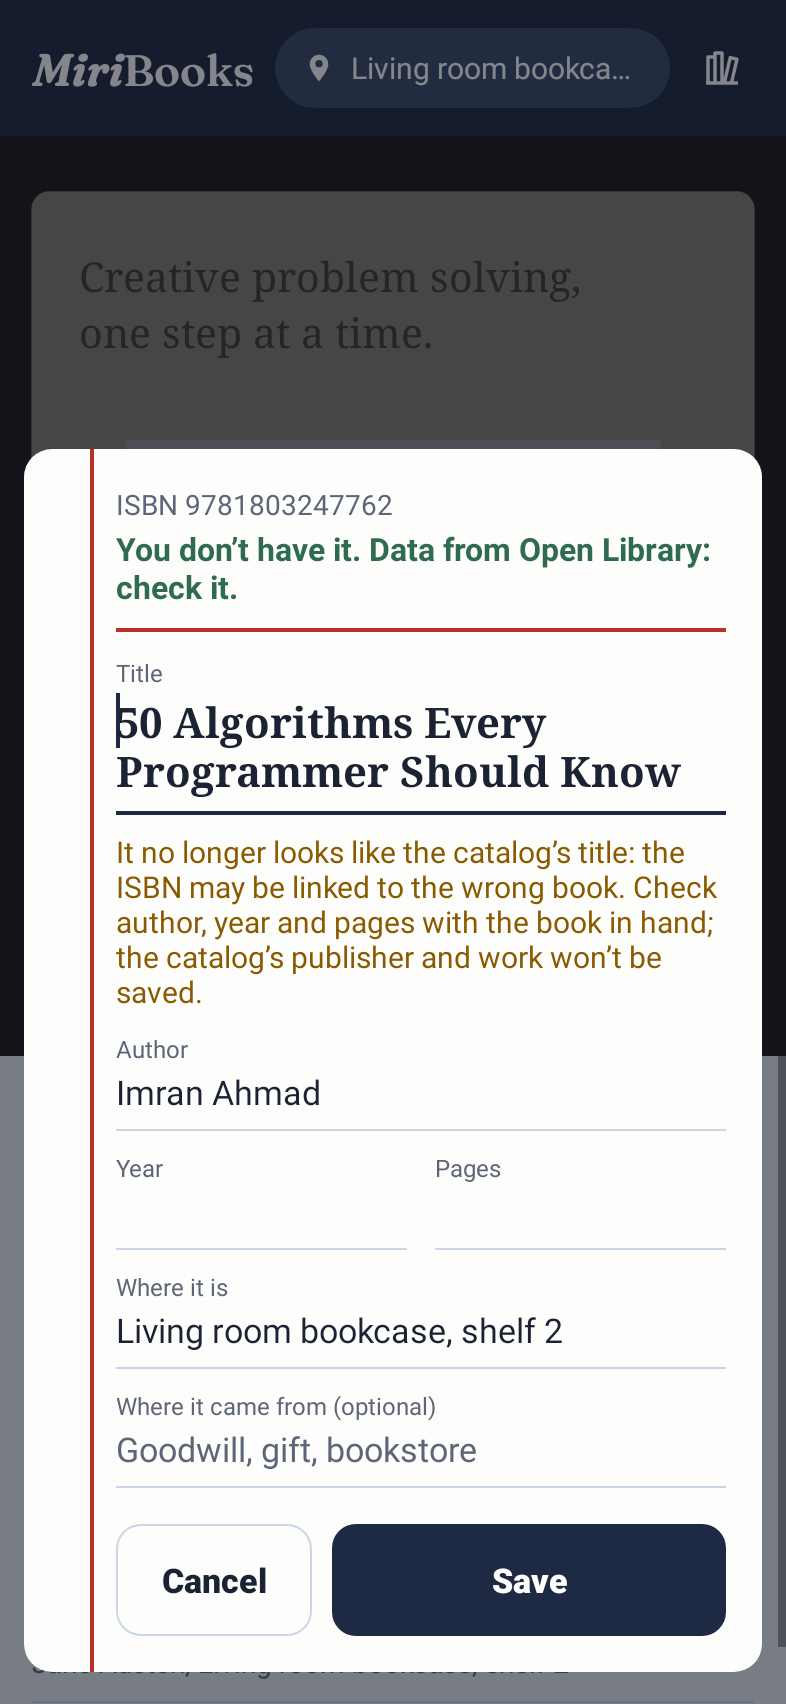 MiriBooks
Living room bookca...
Creative problem solving,
one step at a time.
ISBN 9781803247762
You don’t have it. Data from Open Library:
check it.
Title
50 Algorithms Every
Programmer Should Know
It no longer looks like the catalog’s title: the
ISBN may be linked to the wrong book. Check
author, year and pages with the book in hand;
the catalog’s publisher and work won’t be
saved.
Author
Imran Ahmad
Year
Pages
Where it is
Living room bookcase, shelf 2
Where it came from (optional)
Goodwill, gift, bookstore
Cancel
Save